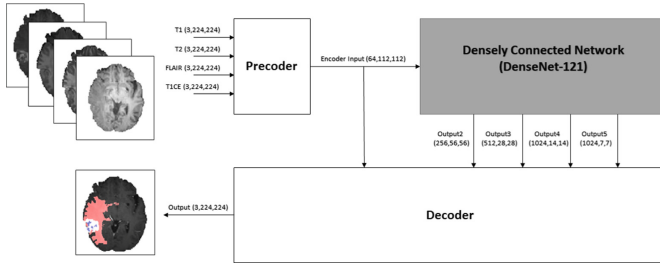 T1 (3,224,224)
T2 (3,224,224)
FLAIR (3,224,224)
T1CE (3,224,224)
Precoder
Encoder input (64,112,112)
Densely Connected Network
(DenseNet-121)
Output2
(256,56,56)
Output3
(512,28,28)
Output4
(1024,14,14)
Output5
(1024,7,7)
Output (3,224,224)
Decoder